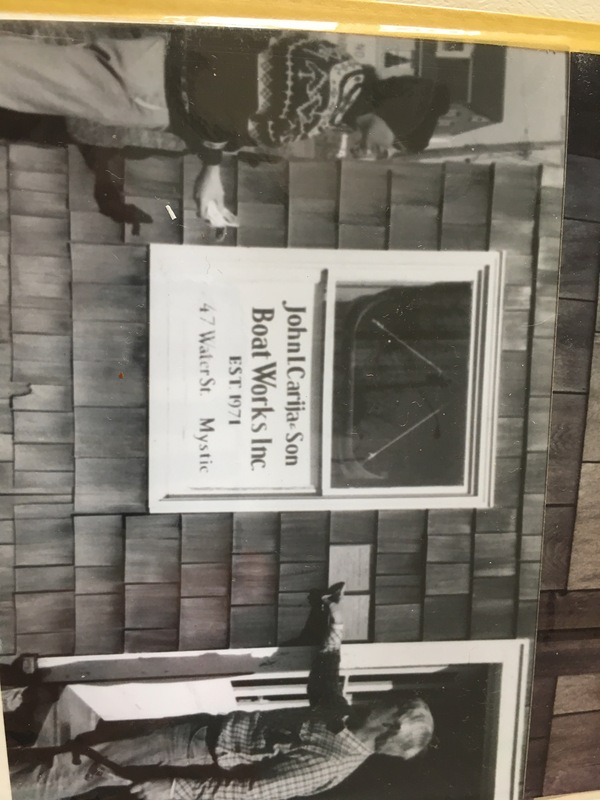 John I. Carija & Son
Boat Works Inc.
EST. 1971
47 Water St. Mystic